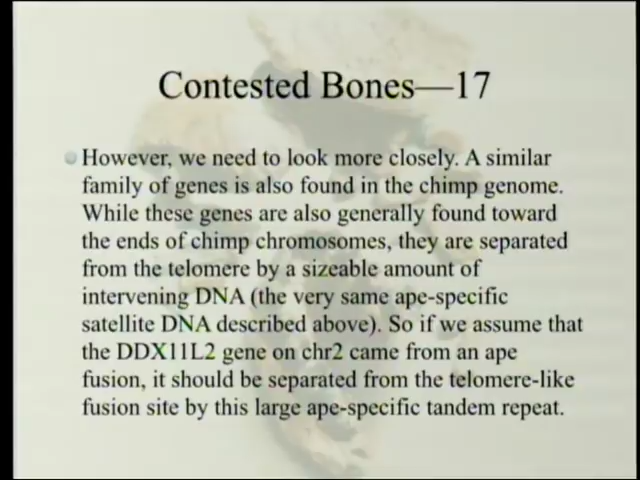 Contested Bones—17
However, we need to look more closely. A similar
family of genes is also found in the chimp genome.
While these genes are also generally found toward
the ends of chimp chromosomes, they are separated
from the telomere by a sizeable amount of
intervening DNA (the very same ape-specific
satellite DNA described above). So if we assume that
the DDX11L2 gene on chr2 came from an ape
fusion, it should be separated from the telomere-like
fusion site by this large ape-specific tandem repeat.